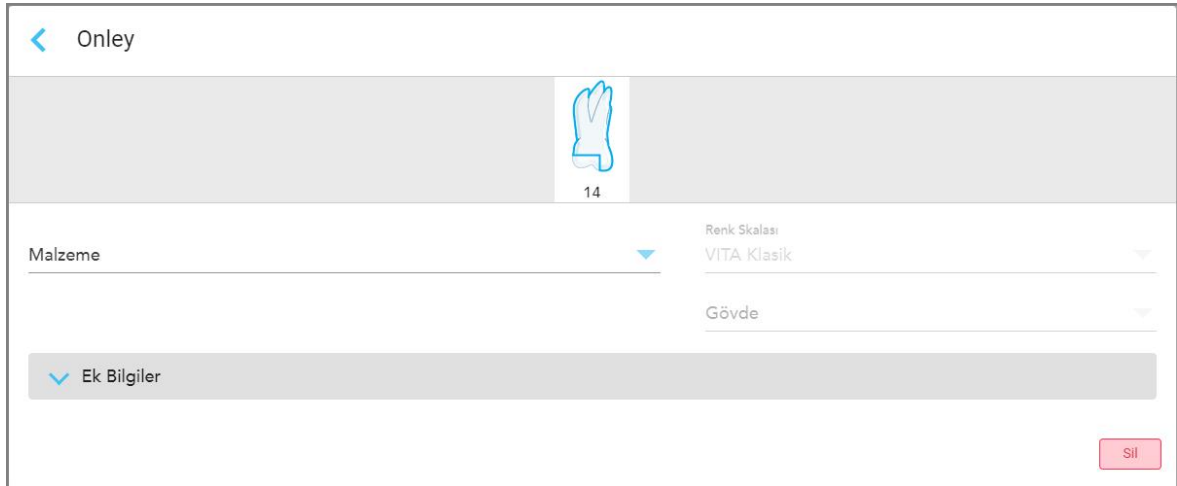 Onley
14
Malzeme
Renk Skalası
VITA Klasik
Gövde
Ek Bilgiler
Sil